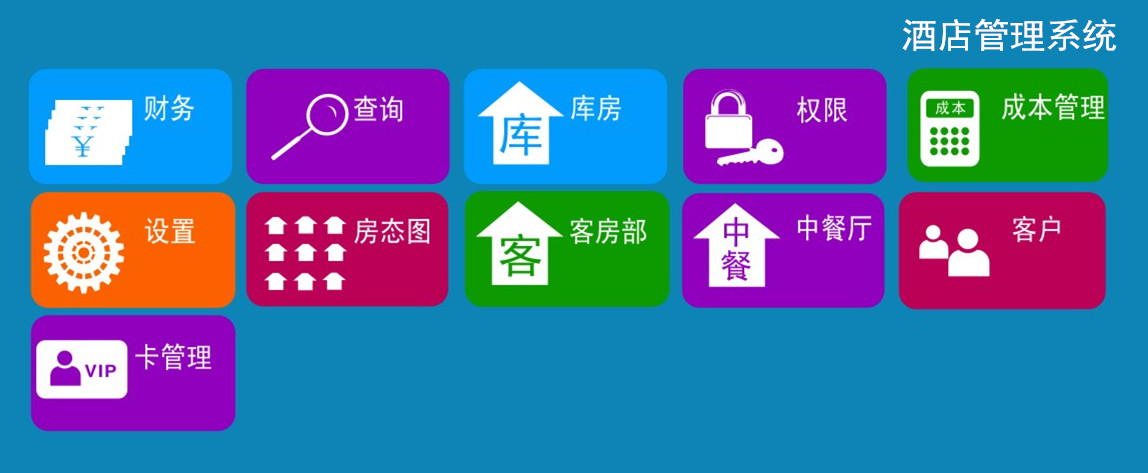 酒店管理系统
¥
财务
查询
库
库房
权限
成本
成本管理
设置
房态图
客
客房部
中
餐
中餐厅
客户
VIP
卡管理